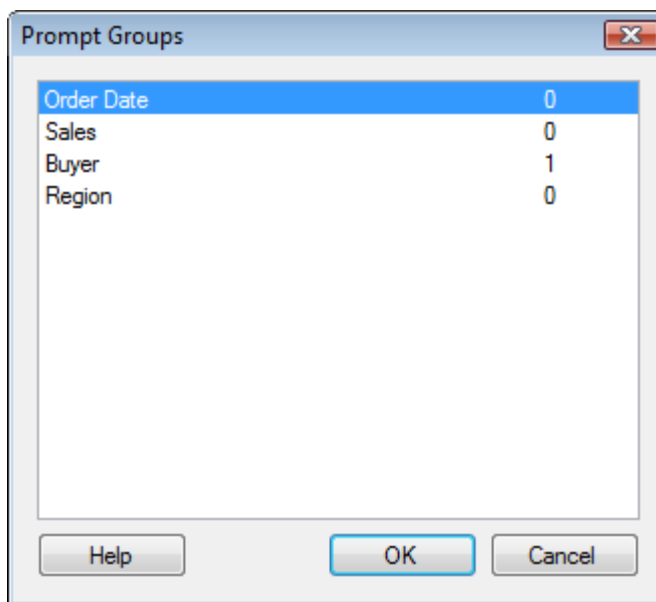 Prompt Groups
Order Date 0
Sales 0
Buyer 1
Region 0
Help OK Cancel